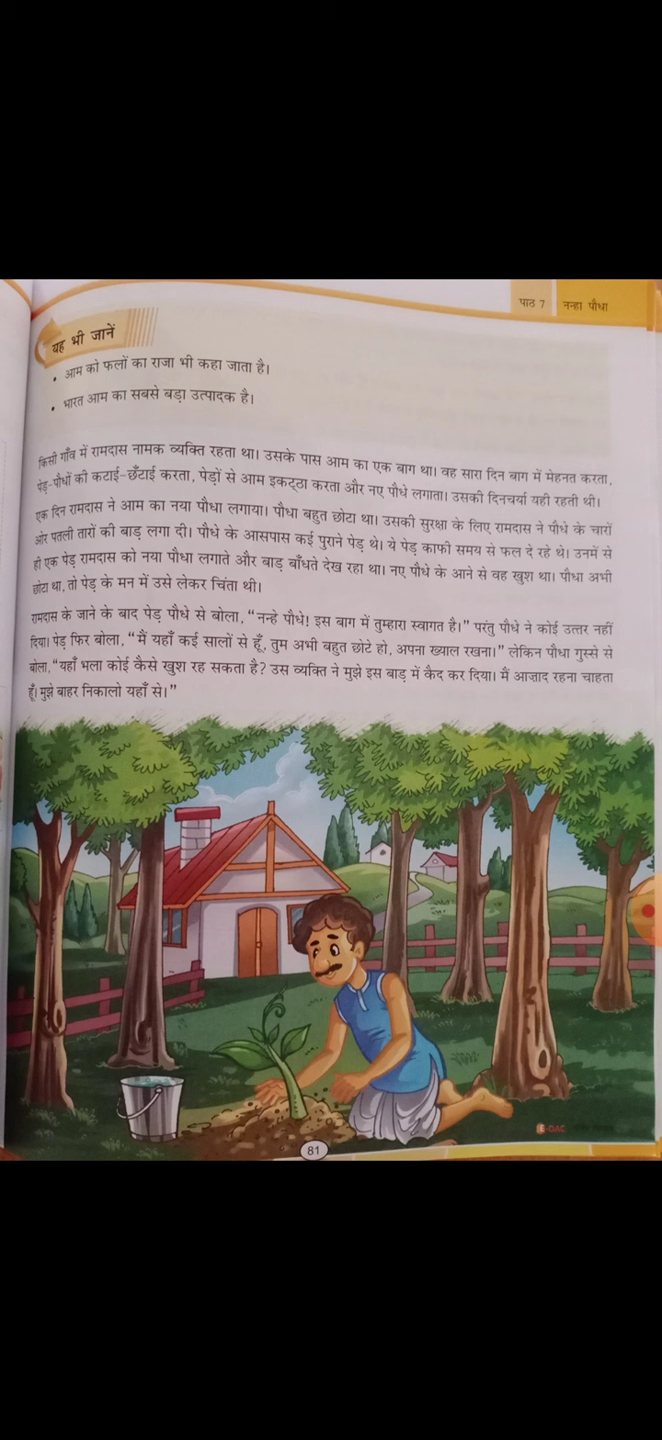 पाठ 7 नन्हा पौधा
यह भी जानें
• आम को फलों का राजा भी कहा जाता है।
• भारत आम का सबसे बड़ा उत्पादक है।
किसी गाँव में रामदास नामक व्यक्ति रहता था। उसके पास आम का एक बाग था। वह सारा दिन बाग में मेहनत करता,
पेड़-पौधों की कटाई-छँटाई करता, पेड़ों से आम इकट्ठा करता और नए पौधे लगाता। उसकी दिनचर्या यही रहती थी।
एक दिन रामदास ने आम का नया पौधा लगाया। पौधा बहुत छोटा था। उसकी सुरक्षा के लिए रामदास ने पौधे के चारों
ओर पतली तारों की बाड़ लगा दी। पौधे के आसपास कई पुराने पेड़ थे। ये पेड़ काफी समय से फल दे रहे थे। उनमें से
ही एक पेड़ रामदास को नया पौधा लगाते और बाड़ बाँधते देख रहा था। नए पौधे के आने से वह खुश था। पौधा अभी
छोटा था, तो पेड़ के मन में उसे लेकर चिंता थी।
रामदास के जाने के बाद पेड़ पौधे से बोला, “नन्हे पौधे! इस बाग में तुम्हारा स्वागत है।” परंतु पौधे ने कोई उत्तर नहीं
दिया। पेड़ फिर बोला, “मैं यहाँ कई सालों से हूँ, तुम अभी बहुत छोटे हो, अपना ख्याल रखना।” लेकिन पौधा गुस्से से
बोला, “यहाँ भला कोई कैसे खुश रह सकता है? उस व्यक्ति ने मुझे इस बाड़ में कैद कर दिया। मैं आज़ाद रहना चाहता
हूँ। मुझे बाहर निकालो यहाँ से।”
E-DAC
81